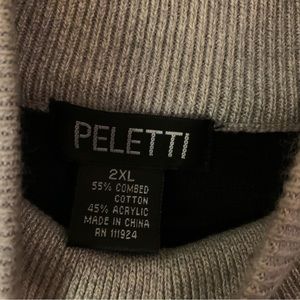 PELETTI
2XL
55% COMBED
COTTON
45% ACRYLIC
MADE IN CHINA
RN 111924